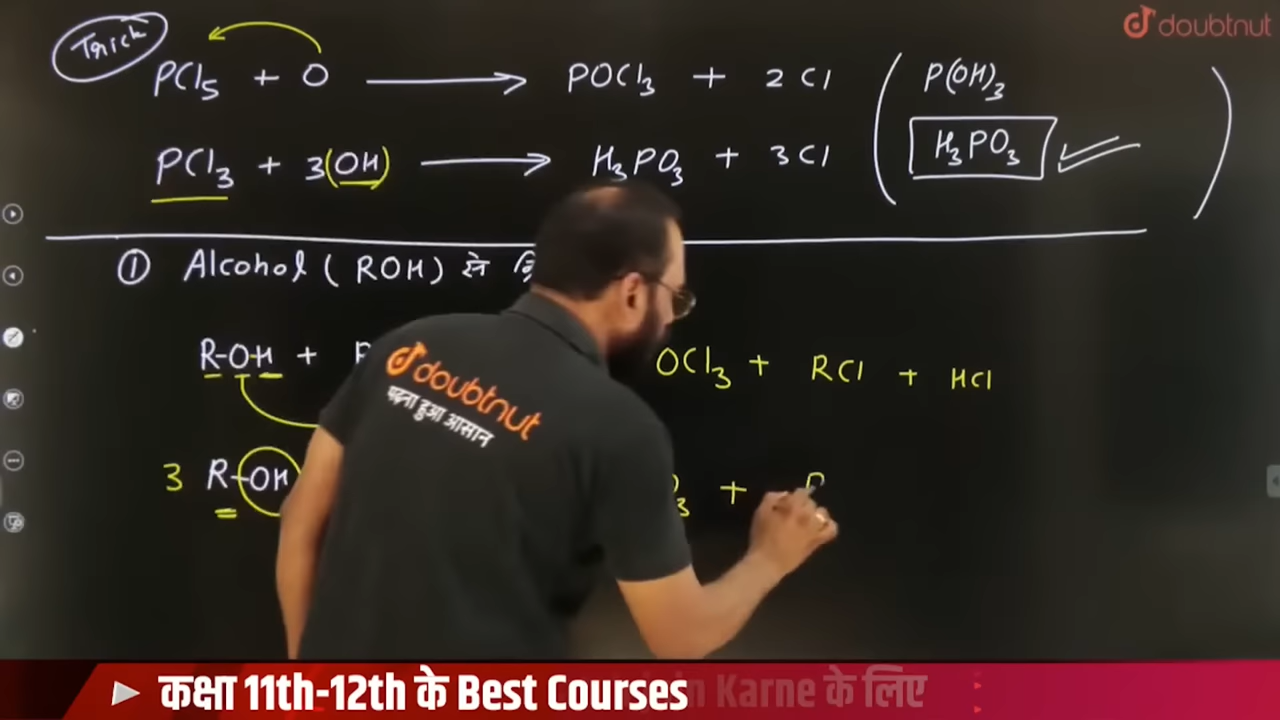 doubtnut
Trick
PCl5 + O → POCl3 + 2Cl
PCl3 + 3(OH) → H3PO3 + 3Cl
P(OH)3
H3PO3
① Alcohol (ROH) से
R-OH + OCl3 + RCl + HCl
3 R-OH 3 +
doubtnut
पढ़ना हुआ आसान
कक्षा 11th-12th के Best Courses
Karne के लिए